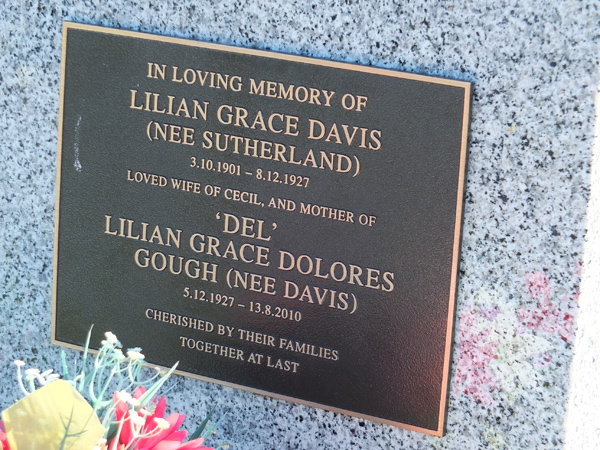 IN LOVING MEMORY OF
LILIAN GRACE DAVIS
(NEE SUTHERLAND)
3.10.1901 – 8.12.1927
LOVED WIFE OF CECIL, AND MOTHER OF
‘DEL’
LILIAN GRACE DOLORES
GOUGH (NEE DAVIS)
5.12.1927 – 13.8.2010
CHERISHED BY THEIR FAMILIES
TOGETHER AT LAST